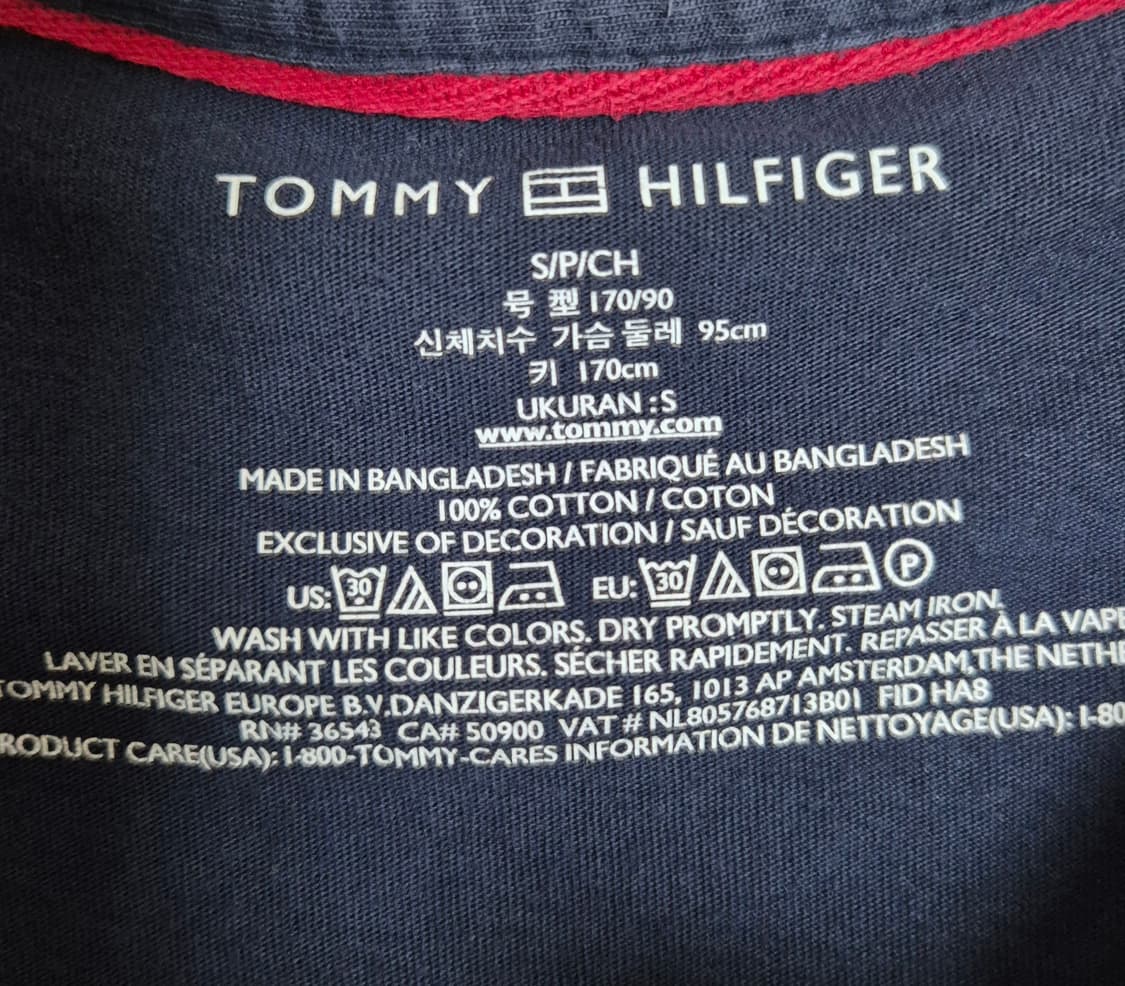 TOMMY HILFIGER
S/P/CH
号 型 170/90
신체치수 가슴 둘레 95cm
키 170cm
UKURAN : S
www.tommy.com
MADE IN BANGLADESH / FABRIQUÉ AU BANGLADESH
100% COTTON / COTON
EXCLUSIVE OF DECORATION / SAUF DÉCORATION
US: 30 EU: 30 P
WASH WITH LIKE COLORS. DRY PROMPTLY. STEAM IRON.
LAVER EN SÉPARANT LES COULEURS. SÉCHER RAPIDEMENT. REPASSER À LA VAPE
TOMMY HILFIGER EUROPE B.V.DANZIGERKADE 165, 1013 AP AMSTERDAM,THE NETHE
RN# 36543 CA# 50900 VAT # NL805768713B01 FID HA8
RODUCT CARE(USA): 1-800-TOMMY-CARES INFORMATION DE NETTOYAGE(USA): 1-80